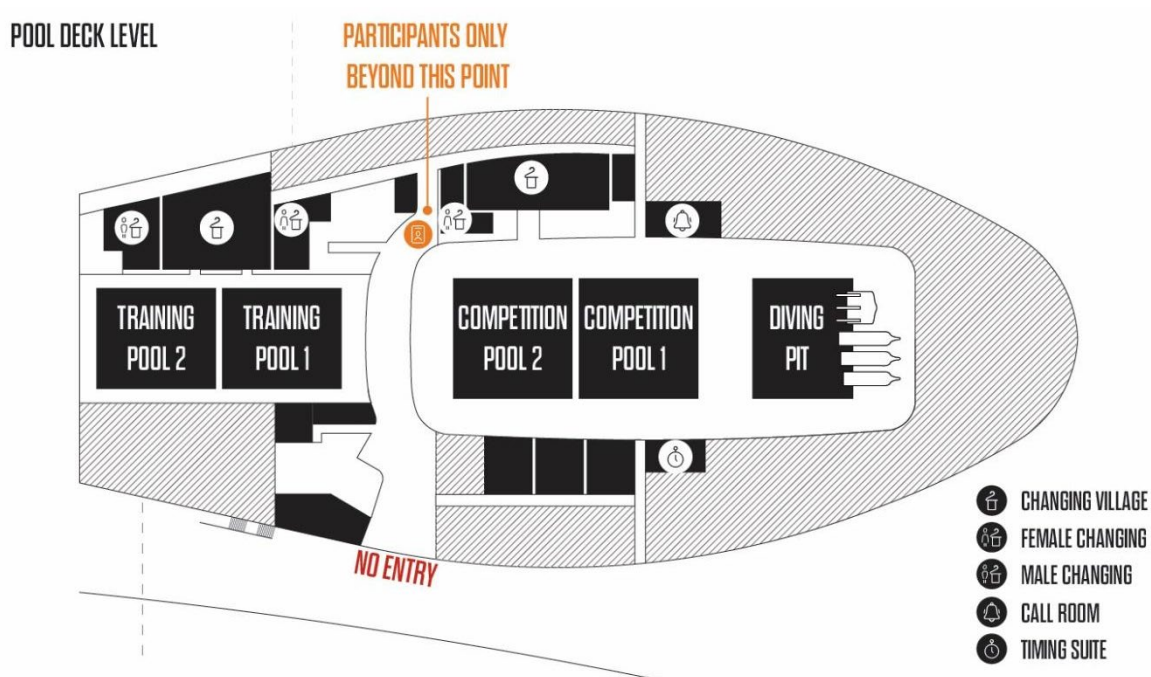 POOL DECK LEVEL
PARTICIPANTS ONLY
BEYOND THIS POINT
TRAINING
POOL 2
TRAINING
POOL 1
COMPETITION
POOL 2
COMPETITION
POOL 1
DIVING
PIT
NO ENTRY
CHANGING VILLAGE
FEMALE CHANGING
MALE CHANGING
CALL ROOM
TIMING SUITE